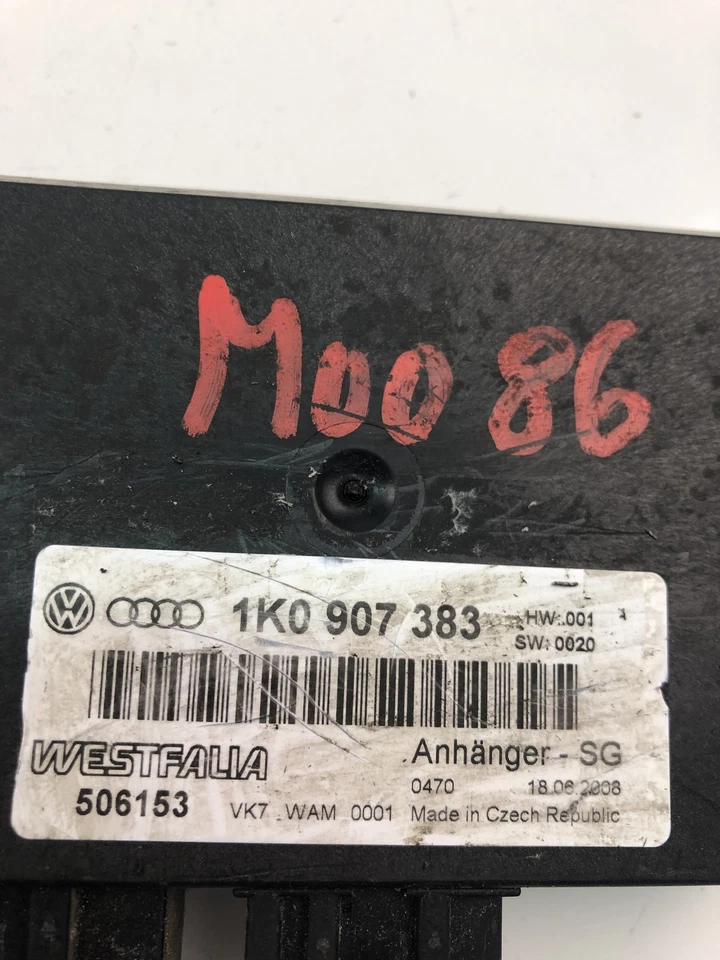 M00 86
1K0 907 383
HW: 001
SW: 0020
WESTFALIA
Anhänger - SG
506153
0470 18.06.2008
VK7 WAM 0001 Made in Czech Republic